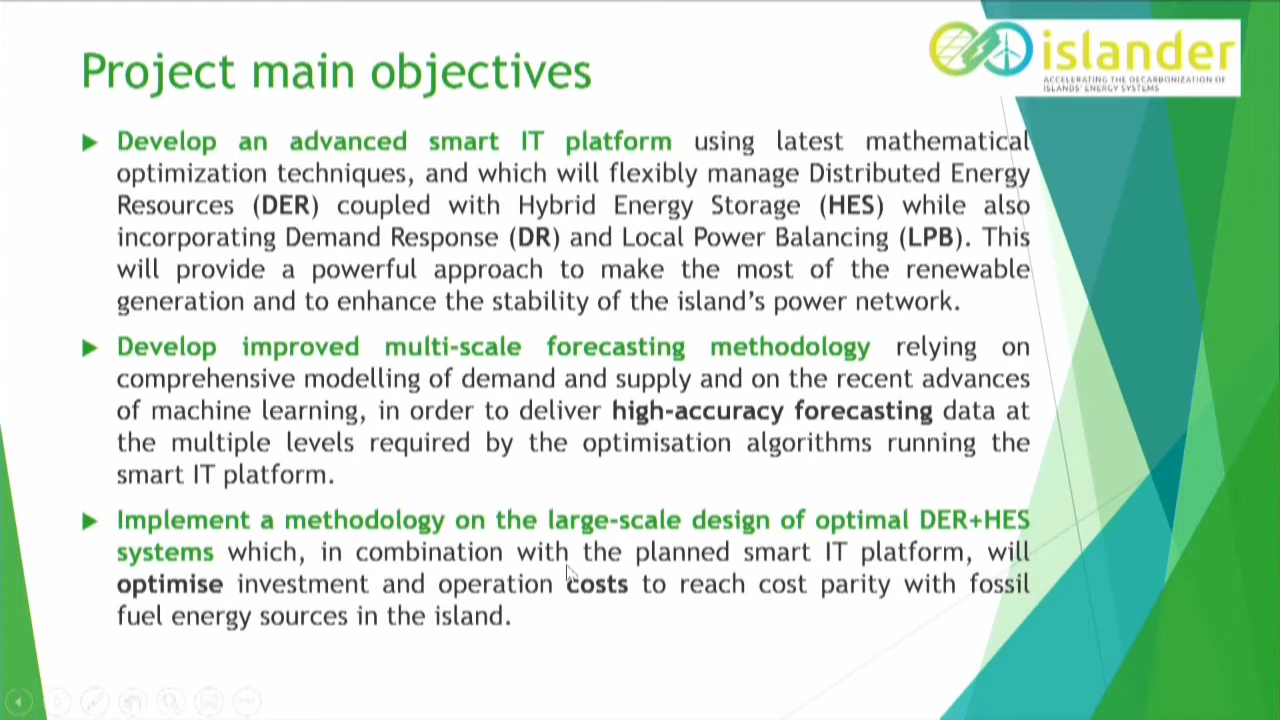 Project main objectives
islander
ACCELERATING THE DECARBONIZATION OF
ISLANDS' ENERGY SYSTEMS
Develop an advanced smart IT platform using latest mathematical
optimization techniques, and which will flexibly manage Distributed Energy
Resources (DER) coupled with Hybrid Energy Storage (HES) while also
incorporating Demand Response (DR) and Local Power Balancing (LPB). This
will provide a powerful approach to make the most of the renewable
generation and to enhance the stability of the island's power network.
Develop improved multi-scale forecasting methodology relying on
comprehensive modelling of demand and supply and on the recent advances
of machine learning, in order to deliver high-accuracy forecasting data at
the multiple levels required by the optimisation algorithms running the
smart IT platform.
Implement a methodology on the large-scale design of optimal DER+HES
systems which, in combination with the planned smart IT platform, will
optimise investment and operation costs to reach cost parity with fossil
fuel energy sources in the island.